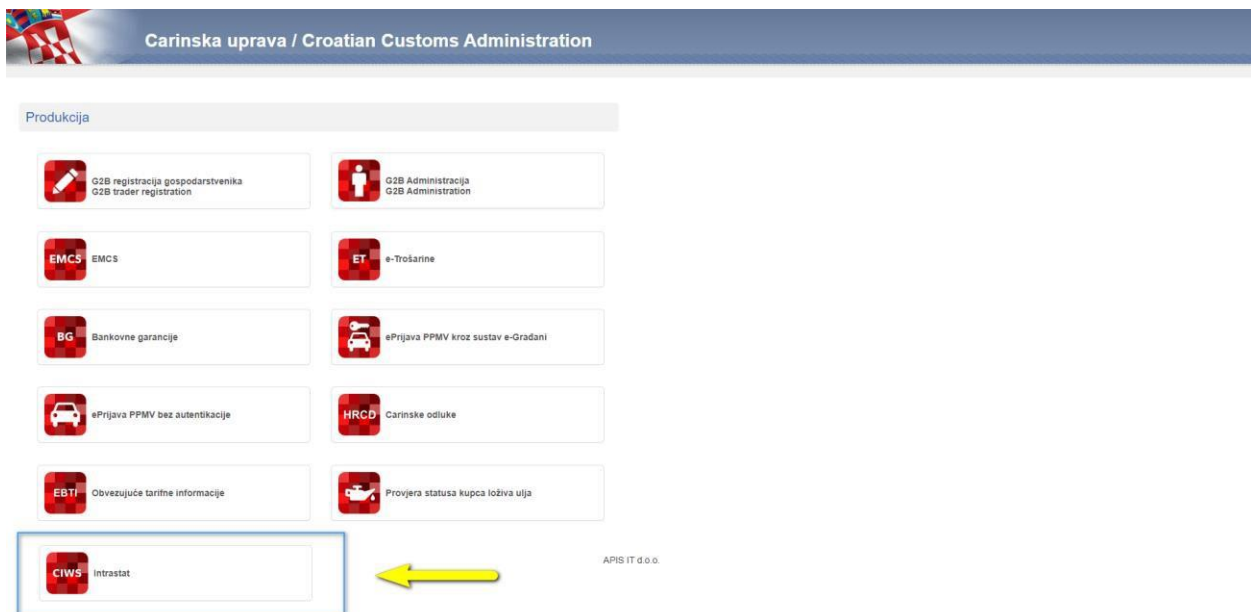 Carinska uprava / Croatian Customs Administration
Produkcija
G2B registracija gospodarstvenika
G2B trader registration
G2B Administracija
G2B Administration
EMCS EMCS
ET e-Trošarine
BG Bankovne garancije
ePrijava PPMV kroz sustav e-Građani
ePrijava PPMV bez autentikacije
HRCD Carinske odluke
EBTI Obvezujuće tarifne informacije
Provjera statusa kupca loživa ulja
CIWS Intrastat
APIS IT d.o.o.